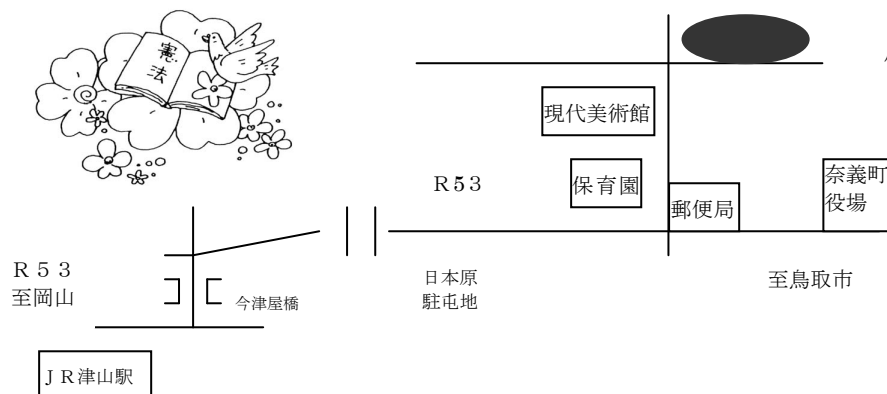 憲法
現代美術館
保育園
R53
郵便局
奈義町
役場
R53
至岡山
今津屋橋
日本原
駐屯地
至鳥取市
JR津山駅